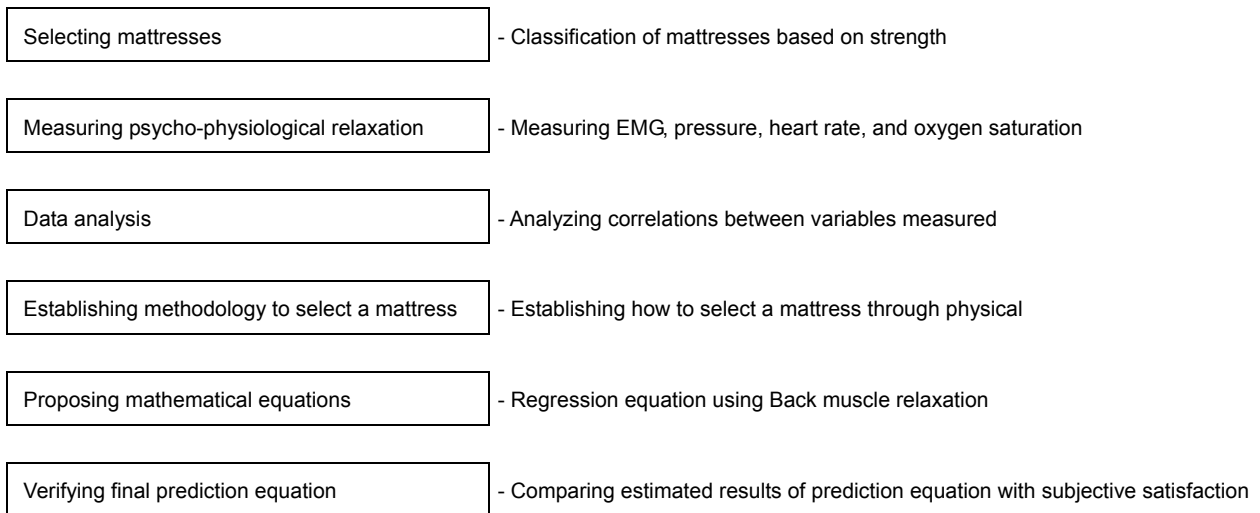 Selecting mattresses - Classification of mattresses based on strength
Measuring psycho-physiological relaxation - Measuring EMG, pressure, heart rate, and oxygen saturation
Data analysis - Analyzing correlations between variables measured
Establishing methodology to select a mattress - Establishing how to select a mattress through physical
Proposing mathematical equations - Regression equation using Back muscle relaxation
Verifying final prediction equation - Comparing estimated results of prediction equation with subjective satisfaction